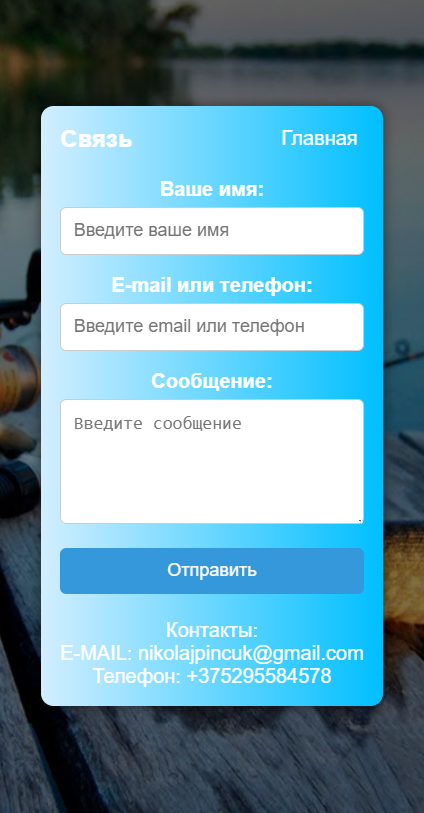 Связь
Главная
Ваше имя:
Введите ваше имя
E-mail или телефон:
Введите email или телефон
Сообщение:
Введите сообщение
Отправить
Контакты:
E-MAIL: nikolajpincuk@gmail.com
Телефон: +375295584578